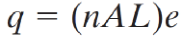 q = (nAL)e